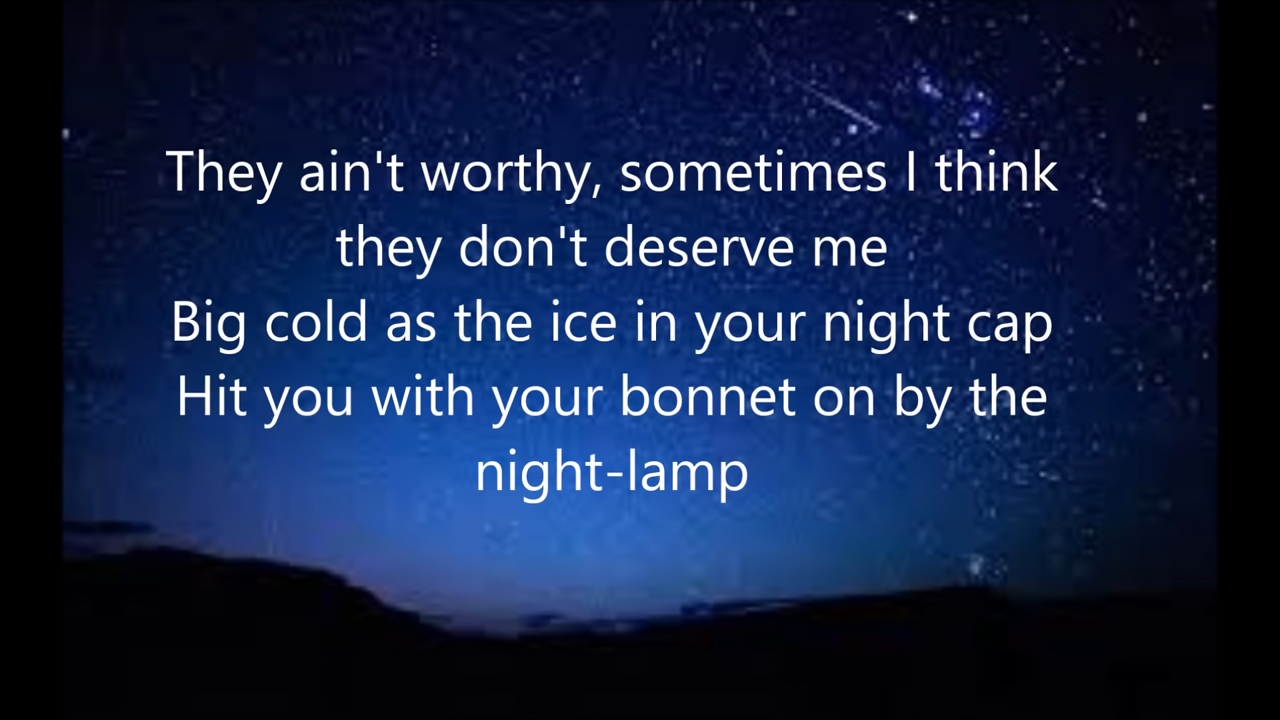 They ain't worthy, sometimes I think
they don't deserve me
Big cold as the ice in your night cap
Hit you with your bonnet on by the
night-lamp